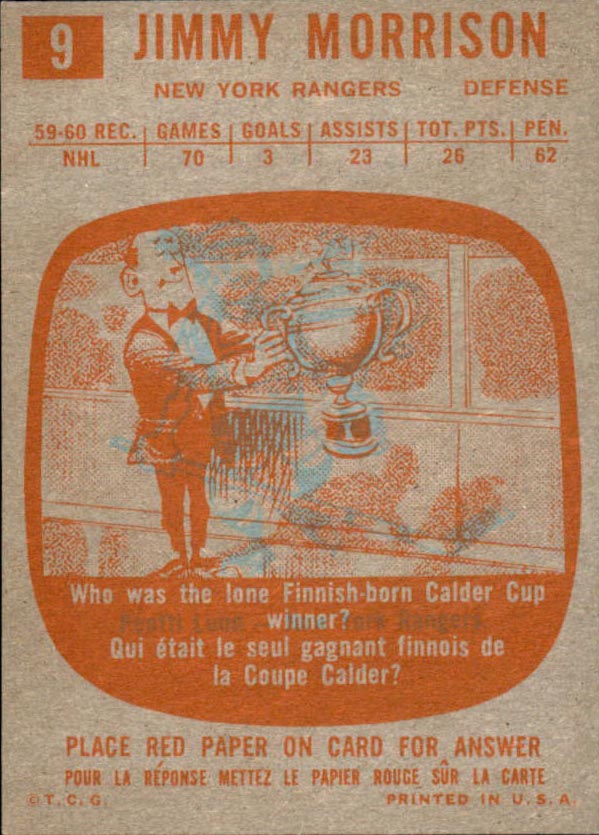 9
JIMMY MORRISON
NEW YORK RANGERS DEFENSE
59-60 REC. GAMES GOALS ASSISTS TOT. PTS. PEN.
NHL 70 3 23 26 62
Who was the lone Finnish-born Calder Cup
winner?
Qui était le seul gagnant finnois de
la Coupe Calder?
PLACE RED PAPER ON CARD FOR ANSWER
POUR LA RÉPONSE METTEZ LE PAPIER ROUGE SÛR LA CARTE
© T. C. G. PRINTED IN U. S. A.